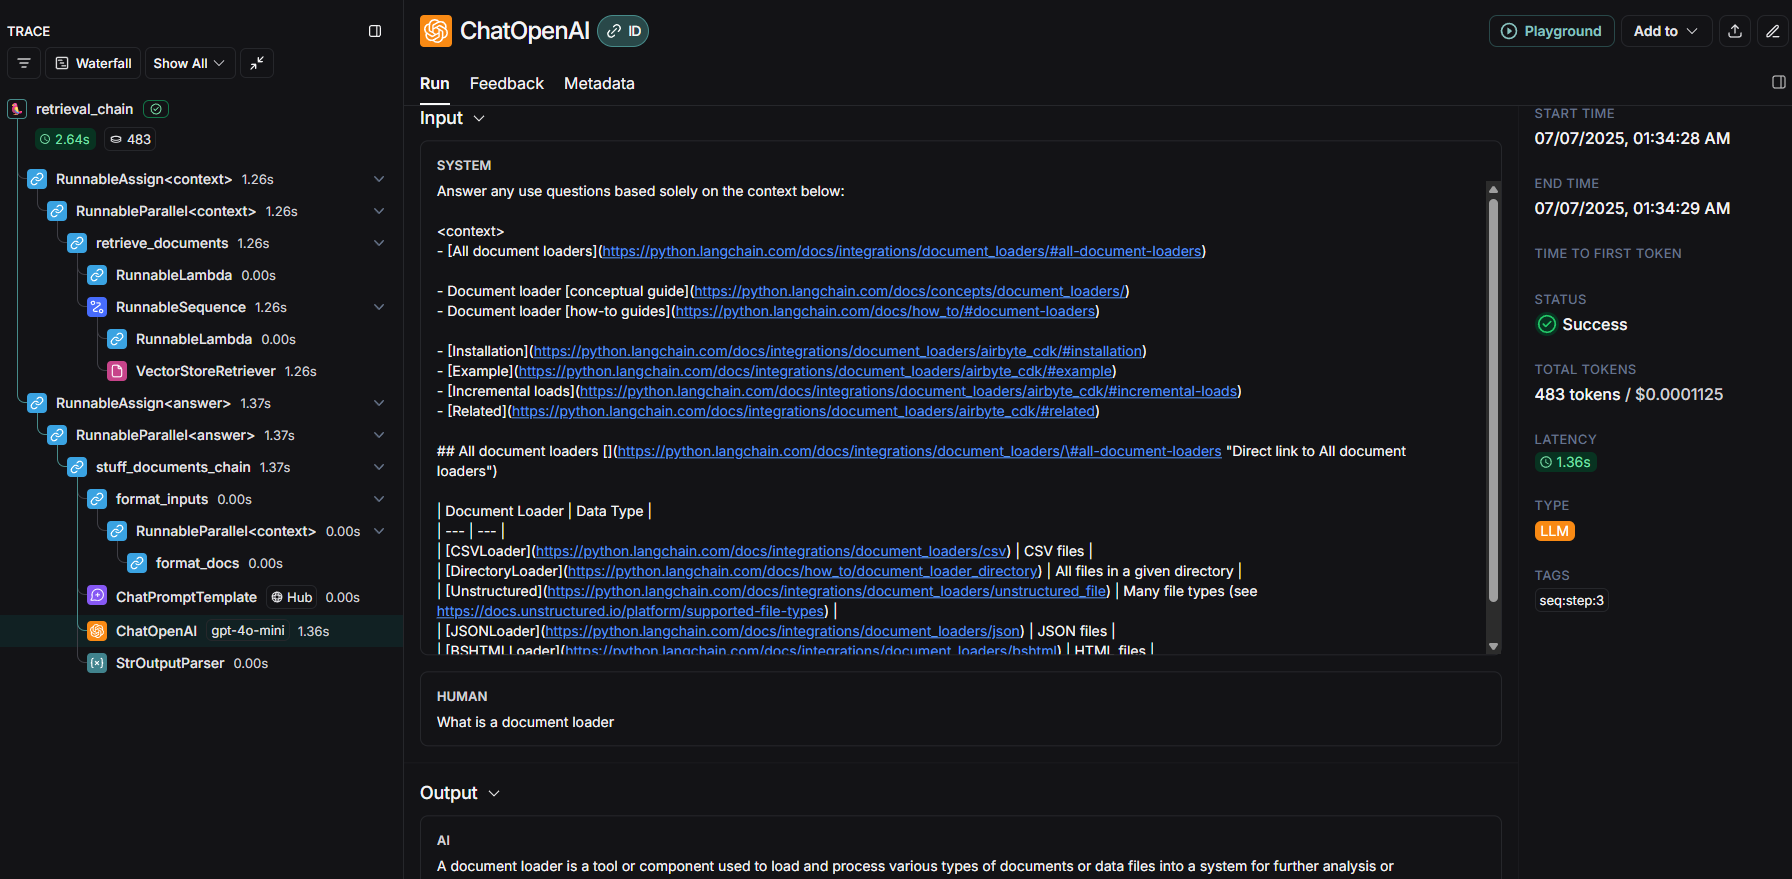 TRACE
Waterfall
Show All
retrieval_chain
2.64s
483
RunnableAssign<context> 1.26s
RunnableParallel<context> 1.26s
retrieve_documents 1.26s
RunnableLambda 0.00s
RunnableSequence 1.26s
RunnableLambda 0.00s
VectorStoreRetriever 1.26s
RunnableAssign<answer> 1.37s
RunnableParallel<answer> 1.37s
stuff_documents_chain 1.37s
format_inputs 0.00s
RunnableParallel<context> 0.00s
format_docs 0.00s
ChatPromptTemplate Hub 0.00s
ChatOpenAI gpt-4o-mini 1.36s
StrOutputParser 0.00s
ChatOpenAI ID
Playground
Add to
Run Feedback Metadata
Input
SYSTEM
Answer any use questions based solely on the context below:
<context>
- [All document loaders](https://python.langchain.com/docs/integrations/document_loaders/#all-document-loaders)
- Document loader [conceptual guide](https://python.langchain.com/docs/concepts/document_loaders/)
- Document loader [how-to guides](https://python.langchain.com/docs/how_to/#document-loaders)
- [Installation](https://python.langchain.com/docs/integrations/document_loaders/airbyte_cdk/#installation)
- [Example](https://python.langchain.com/docs/integrations/document_loaders/airbyte_cdk/#example)
- [Incremental loads](https://python.langchain.com/docs/integrations/document_loaders/airbyte_cdk/#incremental-loads)
- [Related](https://python.langchain.com/docs/integrations/document_loaders/airbyte_cdk/#related)
## All document loaders [](https://python.langchain.com/docs/integrations/document_loaders/\#all-document-loaders "Direct link to All document
loaders")
| Document Loader | Data Type |
| --- | --- |
| [CSVLoader](https://python.langchain.com/docs/integrations/document_loaders/csv) | CSV files |
| [DirectoryLoader](https://python.langchain.com/docs/how_to/document_loader_directory) | All files in a given directory |
| [Unstructured](https://python.langchain.com/docs/integrations/document_loaders/unstructured_file) | Many file types (see
https://docs.unstructured.io/platform/supported-file-types) |
| [JSONLoader](https://python.langchain.com/docs/integrations/document_loaders/json) | JSON files |
| [BSHTMLLoader](https://python.langchain.com/docs/integrations/document_loaders/bshtml) | HTML files |
HUMAN
What is a document loader
Output
AI
A document loader is a tool or component used to load and process various types of documents or data files into a system for further analysis or
START TIME
07/07/2025, 01:34:28 AM
END TIME
07/07/2025, 01:34:29 AM
TIME TO FIRST TOKEN
STATUS
Success
TOTAL TOKENS
483 tokens / $0.0001125
LATENCY
1.36s
TYPE
LLM
TAGS
seq:step:3